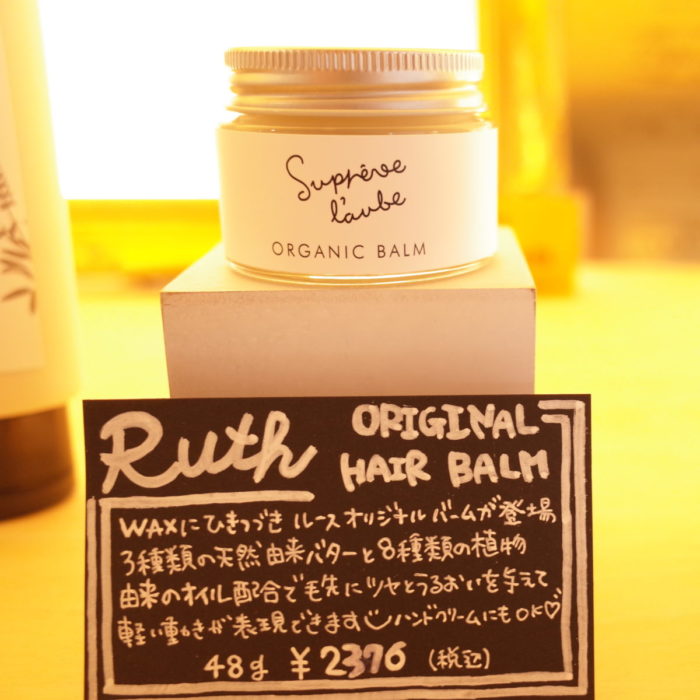 Supprêve
l'aube
ORGANIC BALM
Ruth
ORIGINAL
HAIR BALM
WAXにひきつづき ルースオリジナルバームが登場
3種類の天然由来バターと8種類の植物
由来のオイル配合で毛先にツヤとうるおいを与えて
軽い動きが表現できます ハンドクリームにもOK♡
48g ¥2376 (税込)